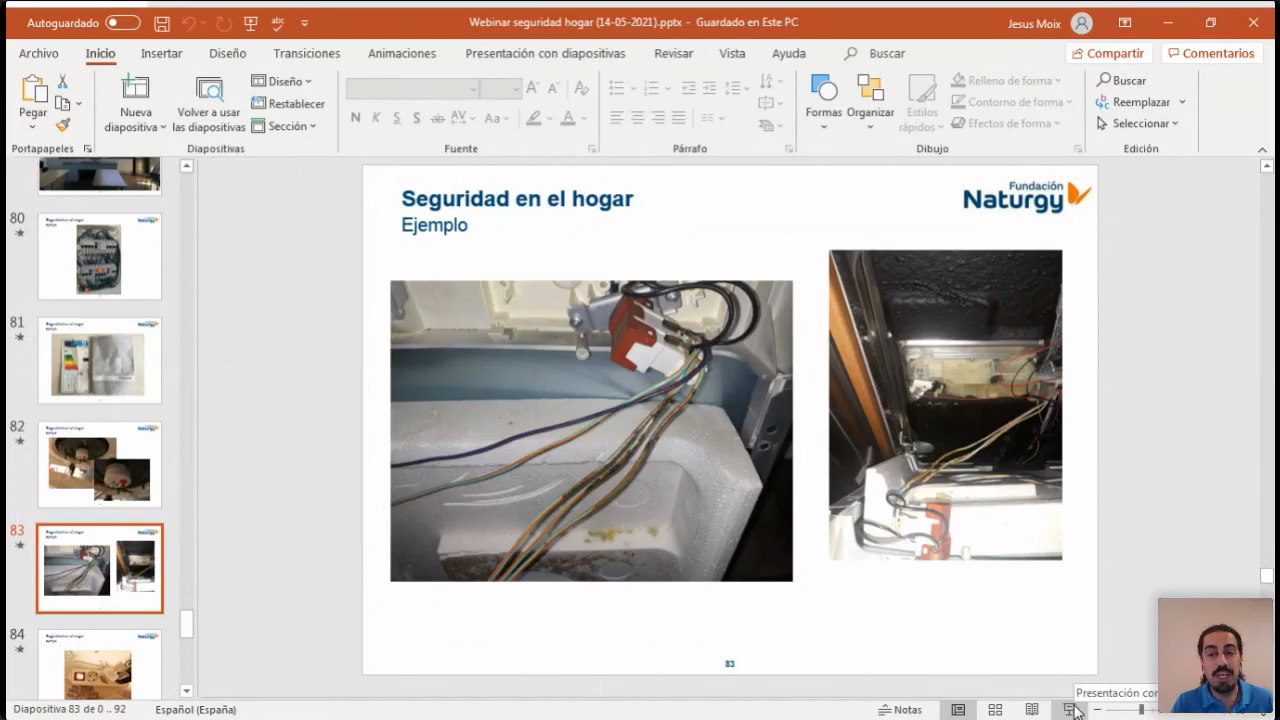 Autoguardado
Webinar seguridad hogar (14-05-2021).pptx - Guardado en Este PC
Jesus Moix
Archivo Inicio Insertar Diseño Transiciones Animaciones Presentación con diapositivas Revisar Vista Ayuda Buscar
Compartir Comentarios
Pegar
Portapapeles
Nueva
diapositiva
Volver a usar
las diapositivas
Diseño
Restablecer
Sección
Diapositivas
N K S
Aa
Fuente
Párrafo
Formas
Organizar
Estilos
rápidos
Relleno de forma
Contorno de forma
Efectos de forma
Dibujo
Buscar
Reemplazar
Seleccionar
Edición
80
81
82
83
84
Seguridad en el hogar
Ejemplo
Fundación
Naturgy
83
Presentación con
Diapositiva 83 de 0 .. 92
Español (España)
Notas